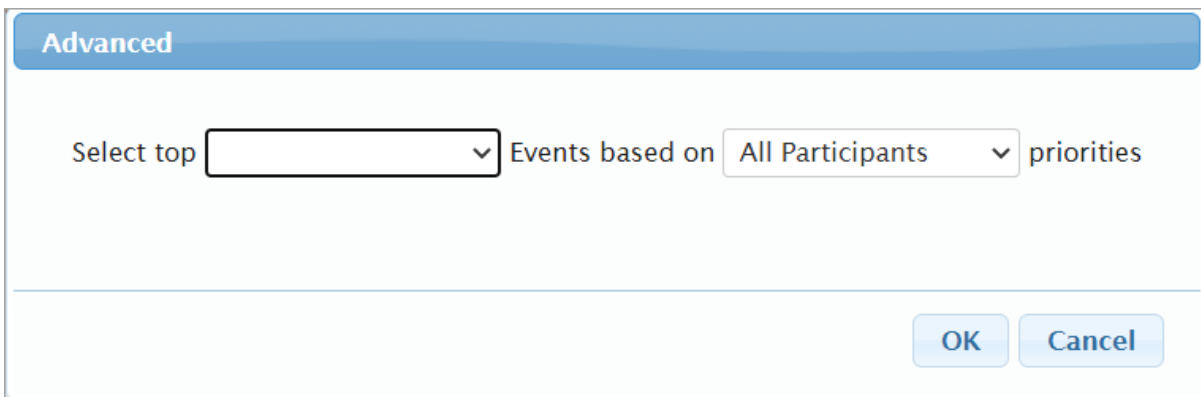 Advanced
Select top Events based on All Participants priorities
OK Cancel